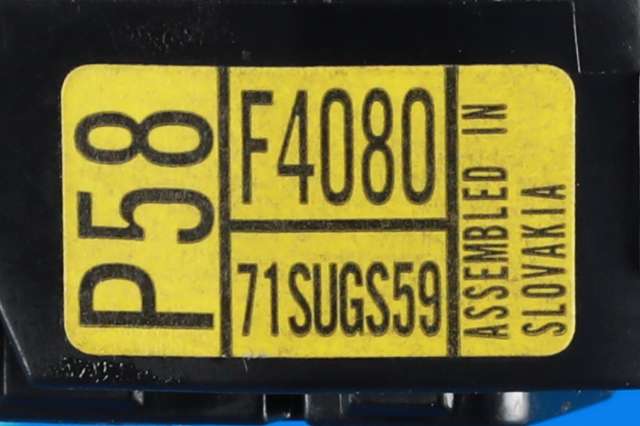 P58
F4080
71SUGS59
ASSEMBLED IN
SLOVAKIA